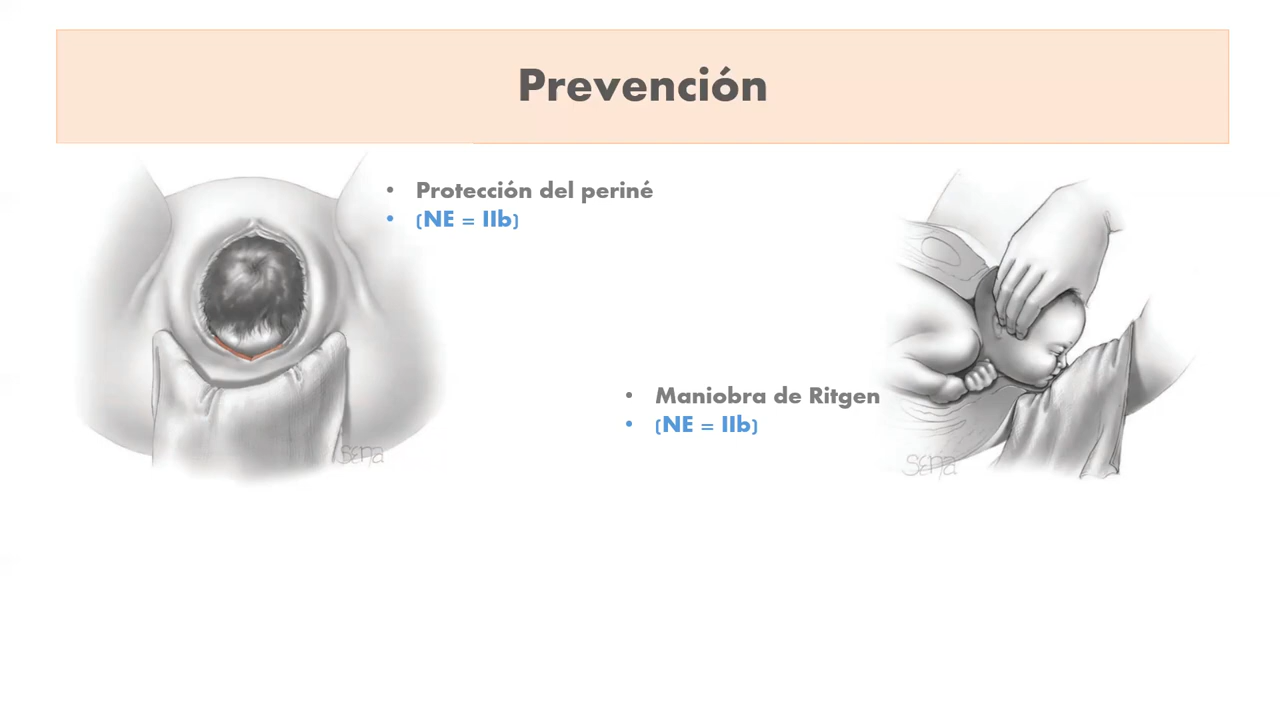 Prevención
• Protección del periné
• (NE = IIb)
• Maniobra de Ritgen
• (NE = IIb)